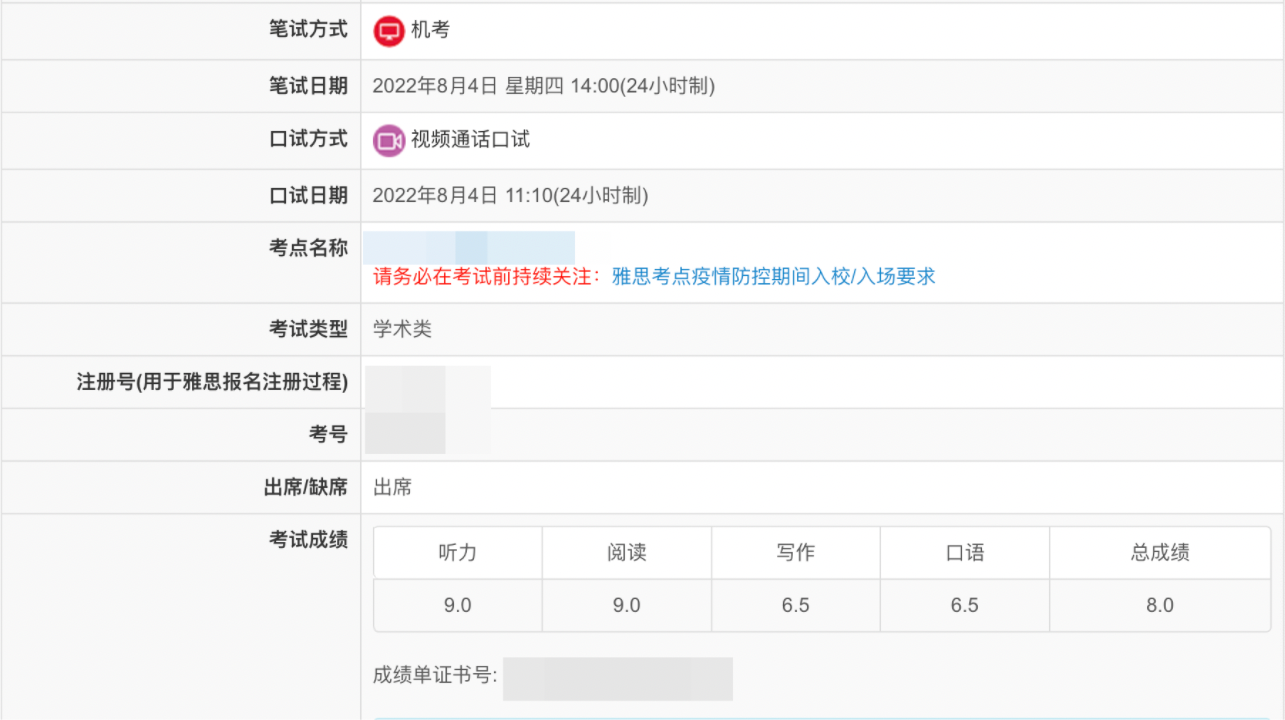 笔试方式 机考
笔试日期 2022年8月4日 星期四 14:00(24小时制)
口试方式 视频通话口试
口试日期 2022年8月4日 11:10(24小时制)
考点名称
请务必在考试前持续关注：雅思考点疫情防控期间入校/入场要求
考试类型 学术类
注册号(用于雅思报名注册过程)
考号
出席/缺席 出席
考试成绩 听力 阅读 写作 口语 总成绩
9.0 9.0 6.5 6.5 8.0
成绩单证书号: